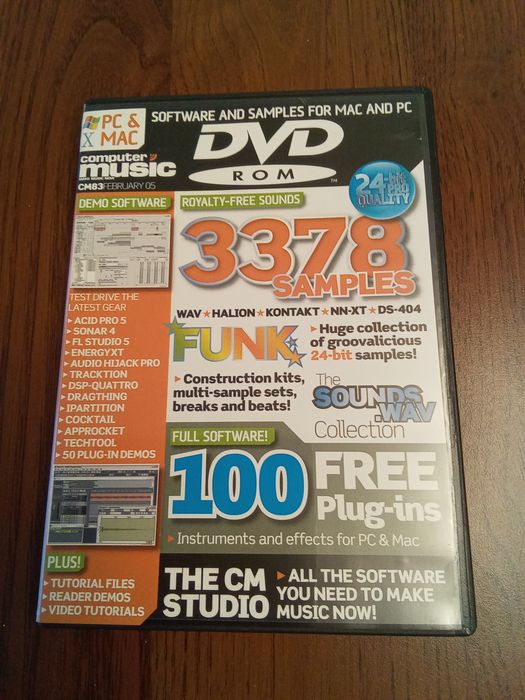 PC &
X MAC
SOFTWARE AND SAMPLES FOR MAC AND PC
DVD
ROM
TM
computer
music
MAKE MUSIC NOW
CM83 FEBRUARY 05
24-bit
PRO
QUALITY
DEMO SOFTWARE
ROYALTY-FREE SOUNDS
3378
SAMPLES
WAV ★ HALION ★ KONTAKT ★ NN-XT ★ DS-404
FUNK
▸ Huge collection
of groovalicious
24-bit samples!
▸ Construction kits,
multi-sample sets,
breaks and beats!
The
SOUNDS
.WAV
Collection
TEST DRIVE THE
LATEST GEAR
▸ ACID PRO 5
▸ SONAR 4
▸ FL STUDIO 5
▸ ENERGYXT
▸ AUDIO HIJACK PRO
▸ TRACKTION
▸ DSP-QUATTRO
▸ DRAGTHING
▸ IPARTITION
▸ COCKTAIL
▸ APPROCKET
▸ TECHTOOL
▸ 50 PLUG-IN DEMOS
FULL SOFTWARE!
100 FREE
Plug-ins
▸ Instruments and effects for PC & Mac
PLUS!
▸ TUTORIAL FILES
▸ READER DEMOS
▸ VIDEO TUTORIALS
THE CM
STUDIO
▸ ALL THE SOFTWARE
YOU NEED TO MAKE
MUSIC NOW!